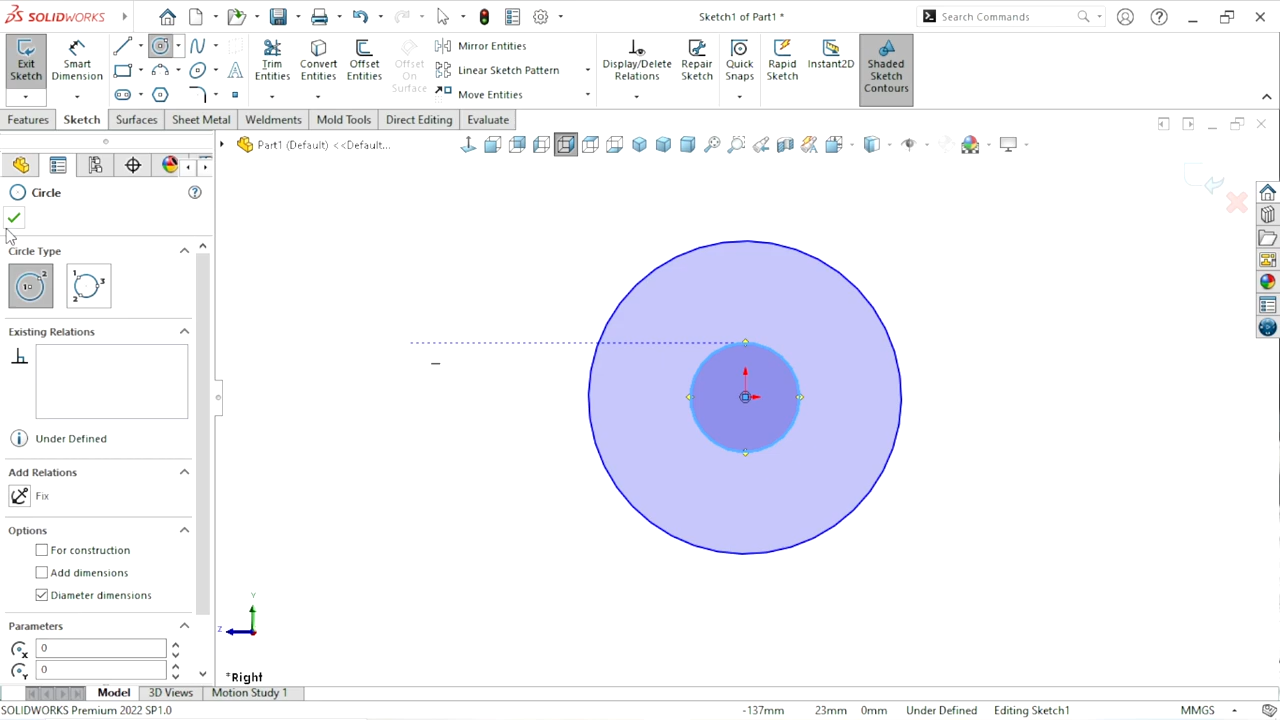 SOLIDWORKS
Sketch1 of Part1 *
Search Commands
Exit Sketch
Smart Dimension
Trim Entities
Convert Entities
Offset Entities
Offset On Surface
Mirror Entities
Linear Sketch Pattern
Move Entities
Display/Delete Relations
Repair Sketch
Quick Snaps
Rapid Sketch
Instant2D
Shaded Sketch Contours
Features
Sketch
Surfaces
Sheet Metal
Weldments
Mold Tools
Direct Editing
Evaluate
Part1 (Default) <<Default...
Circle
Circle Type
Existing Relations
Under Defined
Add Relations
Fix
Options
For construction
Add dimensions
Diameter dimensions
Parameters
0
0
Y
Z
*Right
Model
3D Views
Motion Study 1
SOLIDWORKS Premium 2022 SP1.0
-137mm
23mm
0mm
Under Defined
Editing Sketch1
MMGS